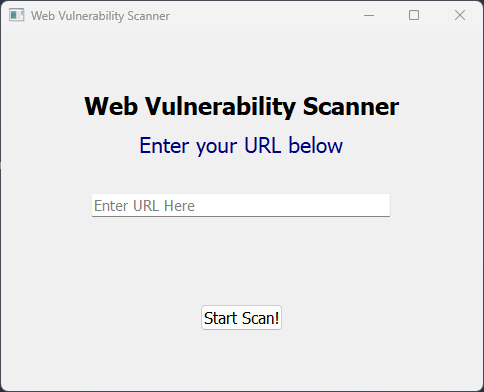 Web Vulnerability Scanner
Web Vulnerability Scanner
Enter your URL below
Enter URL Here
Start Scan!